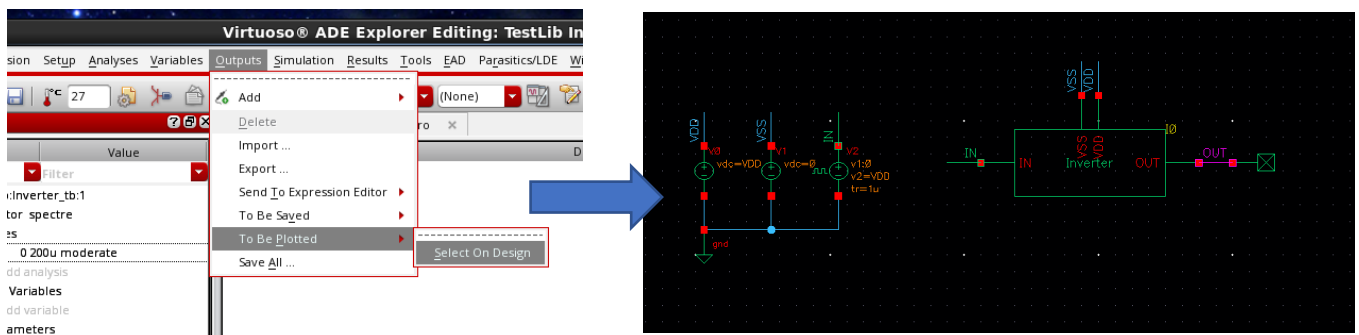 Virtuoso® ADE Explorer Editing: TestLib In
sion Setup Analyses Variables Outputs Simulation Results Tools EAD Parasitics/LDE Wi
27
(None)
Add
ro
Delete
Value
D
Import ...
Filter
Export ...
Send To Expression Editor
:Inverter_tb:1
tor spectre
To Be Saved
es
To Be Plotted
0 200u moderate
Select On Design
Save All ...
dd analysis
Variables
dd variable
ameters
VSS
VDD
I0
VDD
VSS
IN
V0
vdc=VDD
V1
vdc=0
V2
v1:0
v2=VDD
tr=1u
gnd
IN
IN
VSS
VDD
Inverter
OUT
OUT